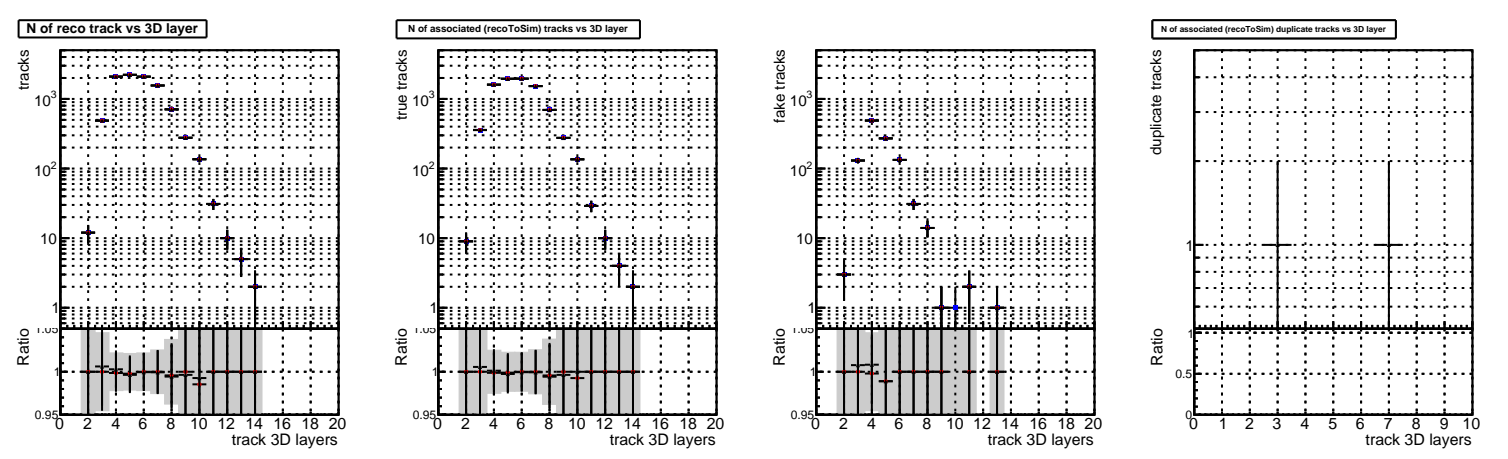 N of reco track vs 3D layer
tracks
10³
10²
10
1
Ratio
1.05
1
0.95
0 2 4 6 8 10 12 14 16 18 20
track 3D layers
N of associated (recoToSim) tracks vs 3D layer
true tracks
10³
10²
10
1
Ratio
1.05
1
0.95
0 2 4 6 8 10 12 14 16 18 20
track 3D layers
fake tracks
10³
10²
10
1
Ratio
1.05
1
0.95
0 2 4 6 8 10 12 14 16 18 20
track 3D layers
N of associated (recoToSim) duplicate tracks vs 3D layer
duplicate tracks
1
Ratio
1
0.5
0
0 1 2 3 4 5 6 7 8 9 10
track 3D layers